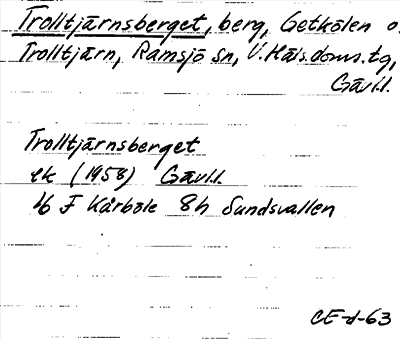 Trolltjärnsberget, berg, Getkölen o.
Trolltjärn, Ramsjö sn, V. Häls. doms.tg,
Gävl.l.
Trolltjärnsberget
ek (1958) Gävl.l.
16 F Kårböle 8h Sundsvallen
CE-d-63